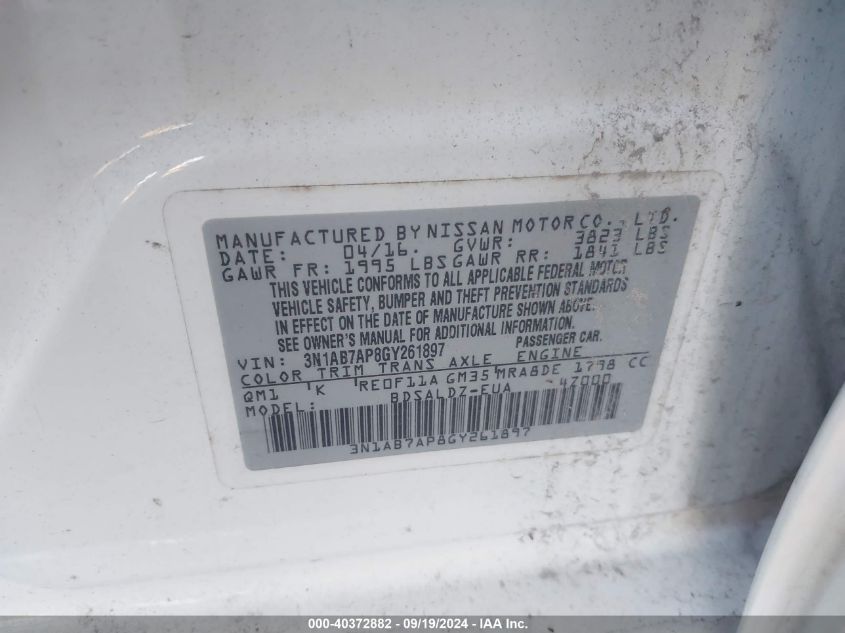 MANUFACTURED BY NISSAN MOTOR CO., LTD.
DATE: 04/16. GVWR: 3823 LBS
GAWR FR: 1995 LBS GAWR RR: 1841 LBS
THIS VEHICLE CONFORMS TO ALL APPLICABLE FEDERAL MOTOR
VEHICLE SAFETY, BUMPER AND THEFT PREVENTION STANDARDS
IN EFFECT ON THE DATE OF MANUFACTURE SHOWN ABOVE.
SEE OWNER'S MANUAL FOR ADDITIONAL INFORMATION.
VIN: 3N1AB7AP8GY261897 PASSENGER CAR.
COLOR TRIM TRANS AXLE ENGINE
QM1 K RE0F11A GM35 MRA8DE 1798 CC
MODEL: BDSALDZ-EUA -47000
3N1AB7AP8GY261897
000-40372882 - 09/19/2024 - IAA, Inc.